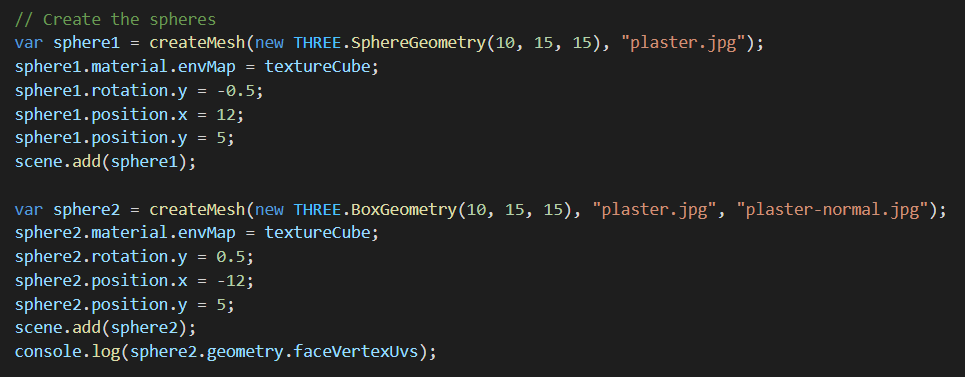 // Create the spheres
var sphere1 = createMesh(new THREE.SphereGeometry(10, 15, 15), "plaster.jpg");
sphere1.material.envMap = textureCube;
sphere1.rotation.y = -0.5;
sphere1.position.x = 12;
sphere1.position.y = 5;
scene.add(sphere1);

var sphere2 = createMesh(new THREE.BoxGeometry(10, 15, 15), "plaster.jpg", "plaster-normal.jpg");
sphere2.material.envMap = textureCube;
sphere2.rotation.y = 0.5;
sphere2.position.x = -12;
sphere2.position.y = 5;
scene.add(sphere2);
console.log(sphere2.geometry.faceVertexUvs);